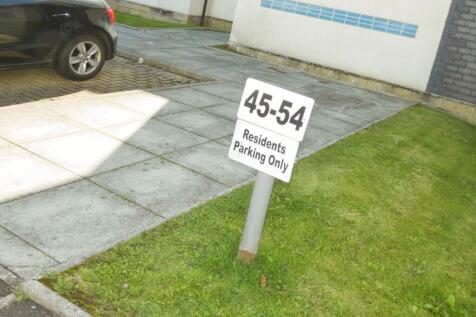 45-54
Residents
Parking Only